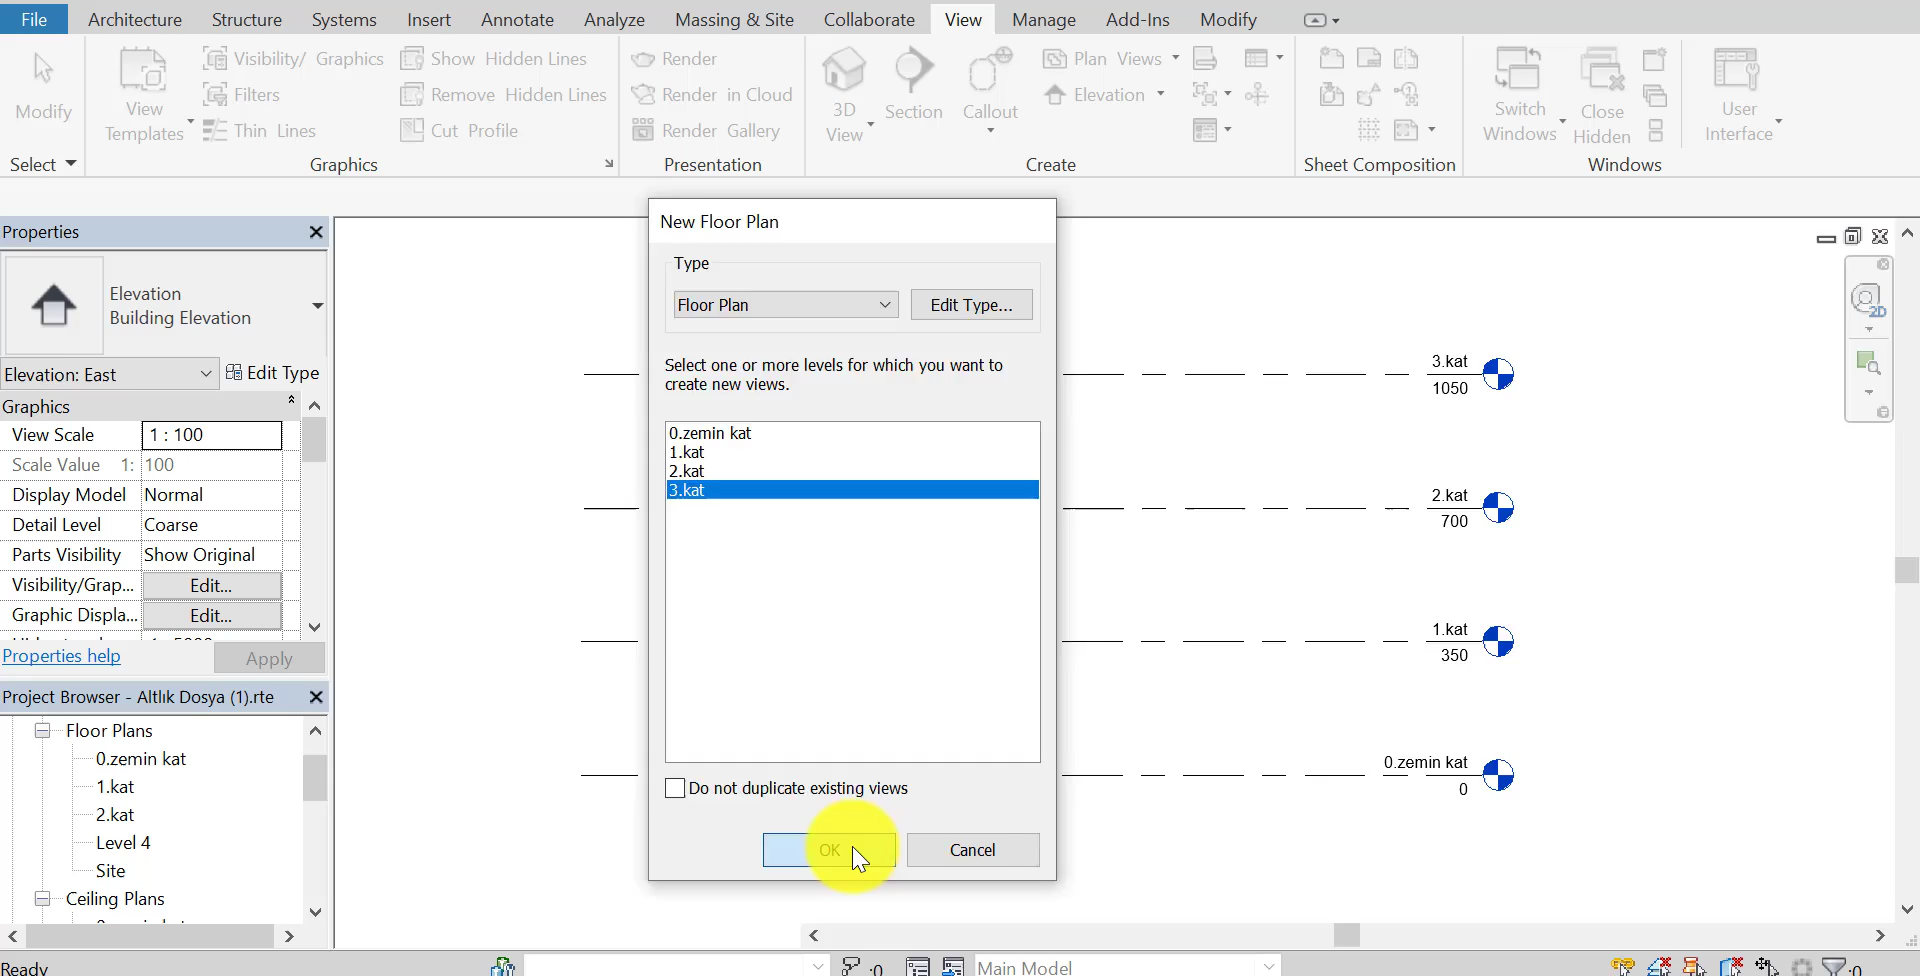 File Architecture Structure Systems Insert Annotate Analyze Massing & Site Collaborate View Manage Add-Ins Modify
Modify
Select
View
Templates
Visibility/ Graphics
Filters
Thin Lines
Show Hidden Lines
Remove Hidden Lines
Cut Profile
Graphics
Render
Render in Cloud
Render Gallery
Presentation
3D
View
Section
Callout
Plan Views
Elevation
Create
Sheet Composition
Switch
Windows
Close
Hidden
Windows
User
Interface
Properties
Elevation
Building Elevation
Elevation: East
Edit Type
Graphics
View Scale 1 : 100
Scale Value 1: 100
Display Model Normal
Detail Level Coarse
Parts Visibility Show Original
Visibility/Grap... Edit...
Graphic Displa... Edit...
Properties help
Apply
Project Browser - Altlık Dosya (1).rte
Floor Plans
0.zemin kat
1.kat
2.kat
Level 4
Site
Ceiling Plans
New Floor Plan
Type
Floor Plan
Edit Type...
Select one or more levels for which you want to
create new views.
0.zemin kat
1.kat
2.kat
3.kat
Do not duplicate existing views
OK
Cancel
3.kat
1050
2.kat
700
1.kat
350
0.zemin kat
0
2D
Ready
:0
Main Model
:0